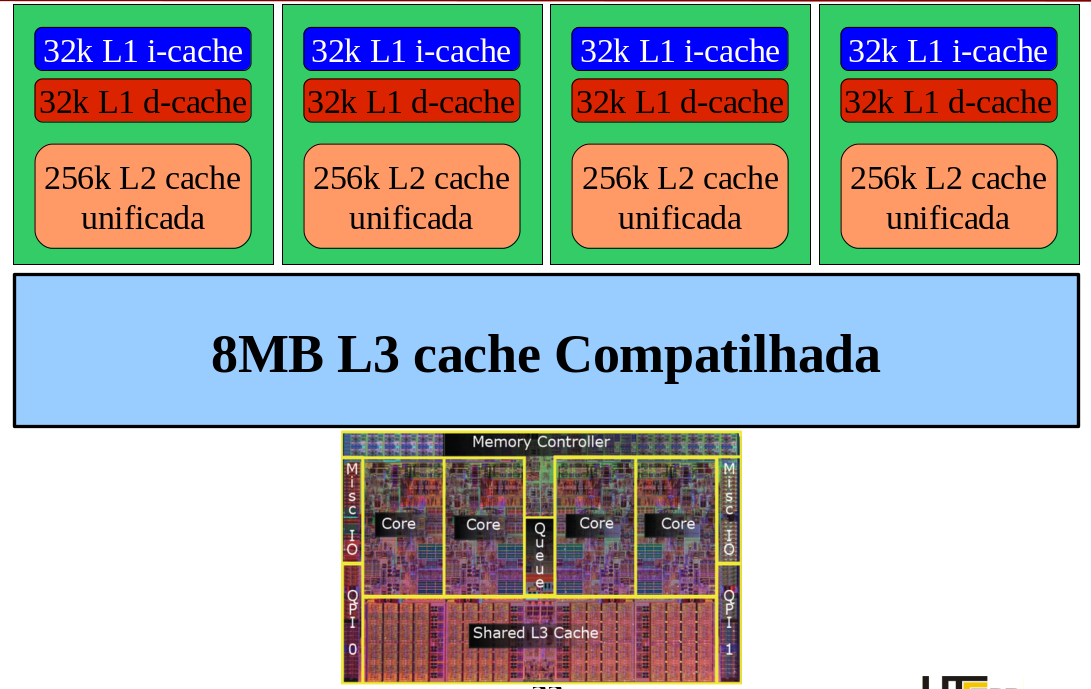 32k L1 i-cache
32k L1 d-cache
256k L2 cache
unificada
32k L1 i-cache
32k L1 d-cache
256k L2 cache
unificada
32k L1 i-cache
32k L1 d-cache
256k L2 cache
unificada
32k L1 i-cache
32k L1 d-cache
256k L2 cache
unificada
8MB L3 cache Compatilhada
Memory Controller
Misc IO
Core
Core
Queue
Core
Core
Misc IO
QPI 0
Shared L3 Cache
QPI 1